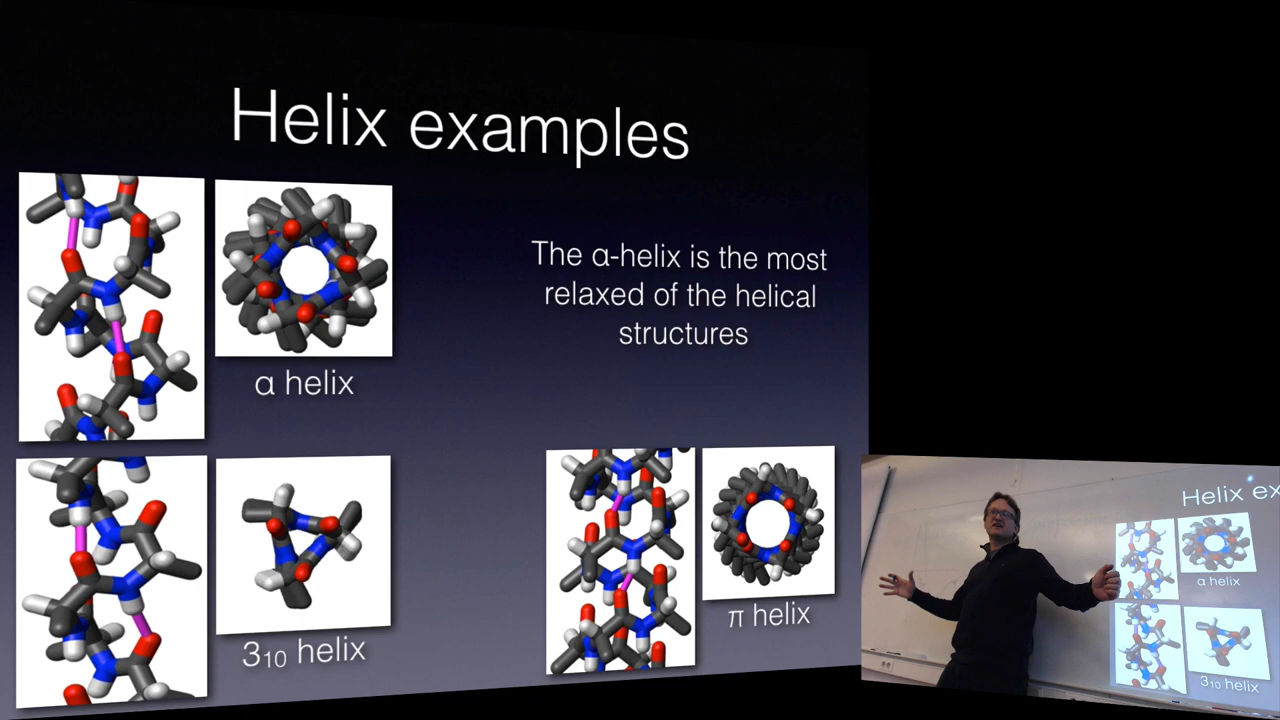 Helix examples
The α-helix is the most
relaxed of the helical
structures
α helix
3₁₀ helix
π helix
Helix ex
α helix
3₁₀ helix